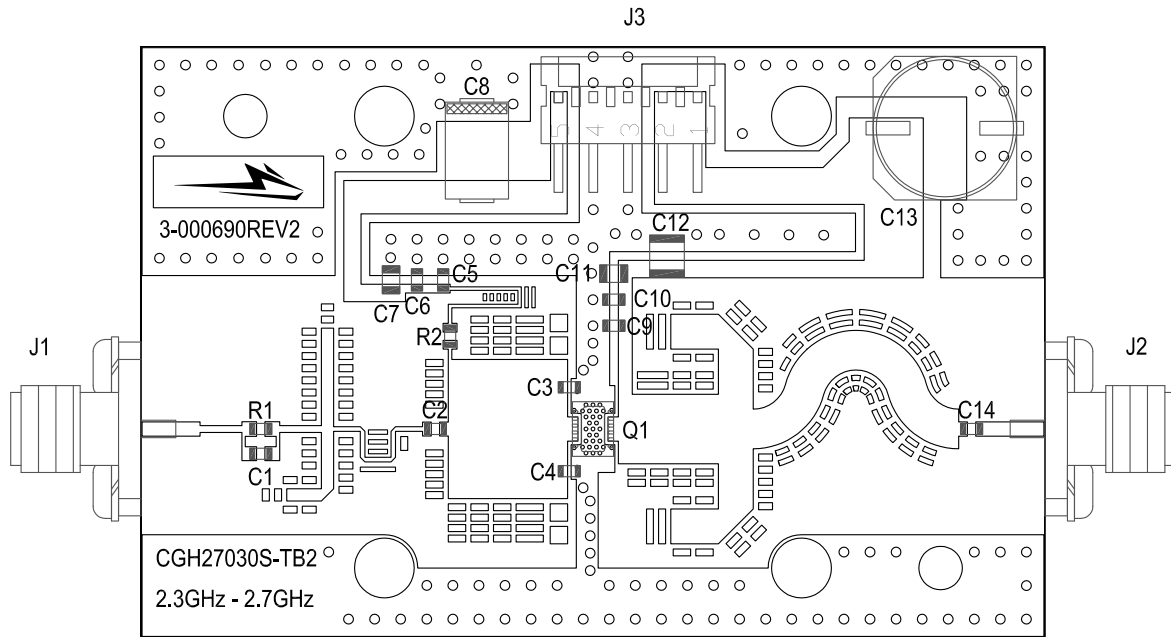 J3
C8
5 4 3 2 1
C13
3-000690REV2
C12
C5
C11
C6
C10
C7
R2
C9
J1
J2
C3
R1
C2
Q1
C14
C1
C4
CGH27030S-TB2
2.3GHz - 2.7GHz